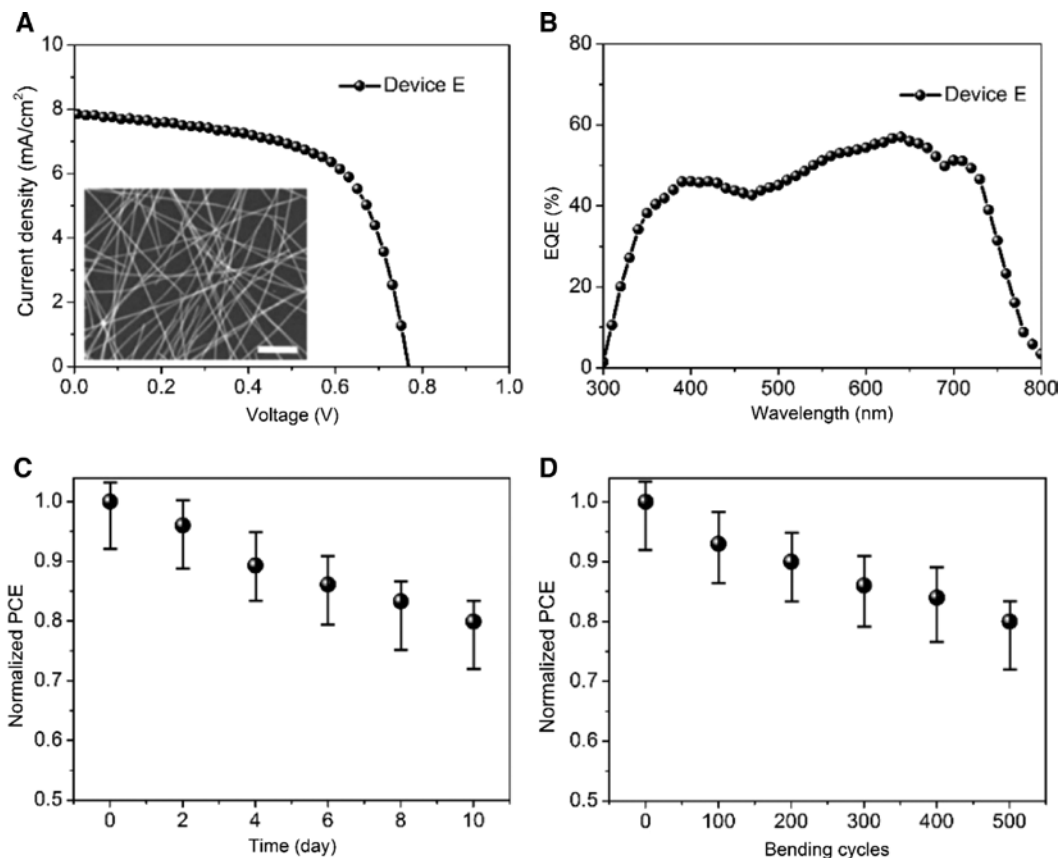 A
Current density (mA/cm²)
10
8
6
4
2
0
Device E
0.0 0.2 0.4 0.6 0.8 1.0
Voltage (V)
B
EQE (%)
80
60
40
20
0
Device E
300 400 500 600 700 800
Wavelength (nm)
C
Normalized PCE
1.0
0.9
0.8
0.7
0.6
0.5
0 2 4 6 8 10
Time (day)
D
Normalized PCE
1.0
0.9
0.8
0.7
0.6
0.5
0 100 200 300 400 500
Bending cycles